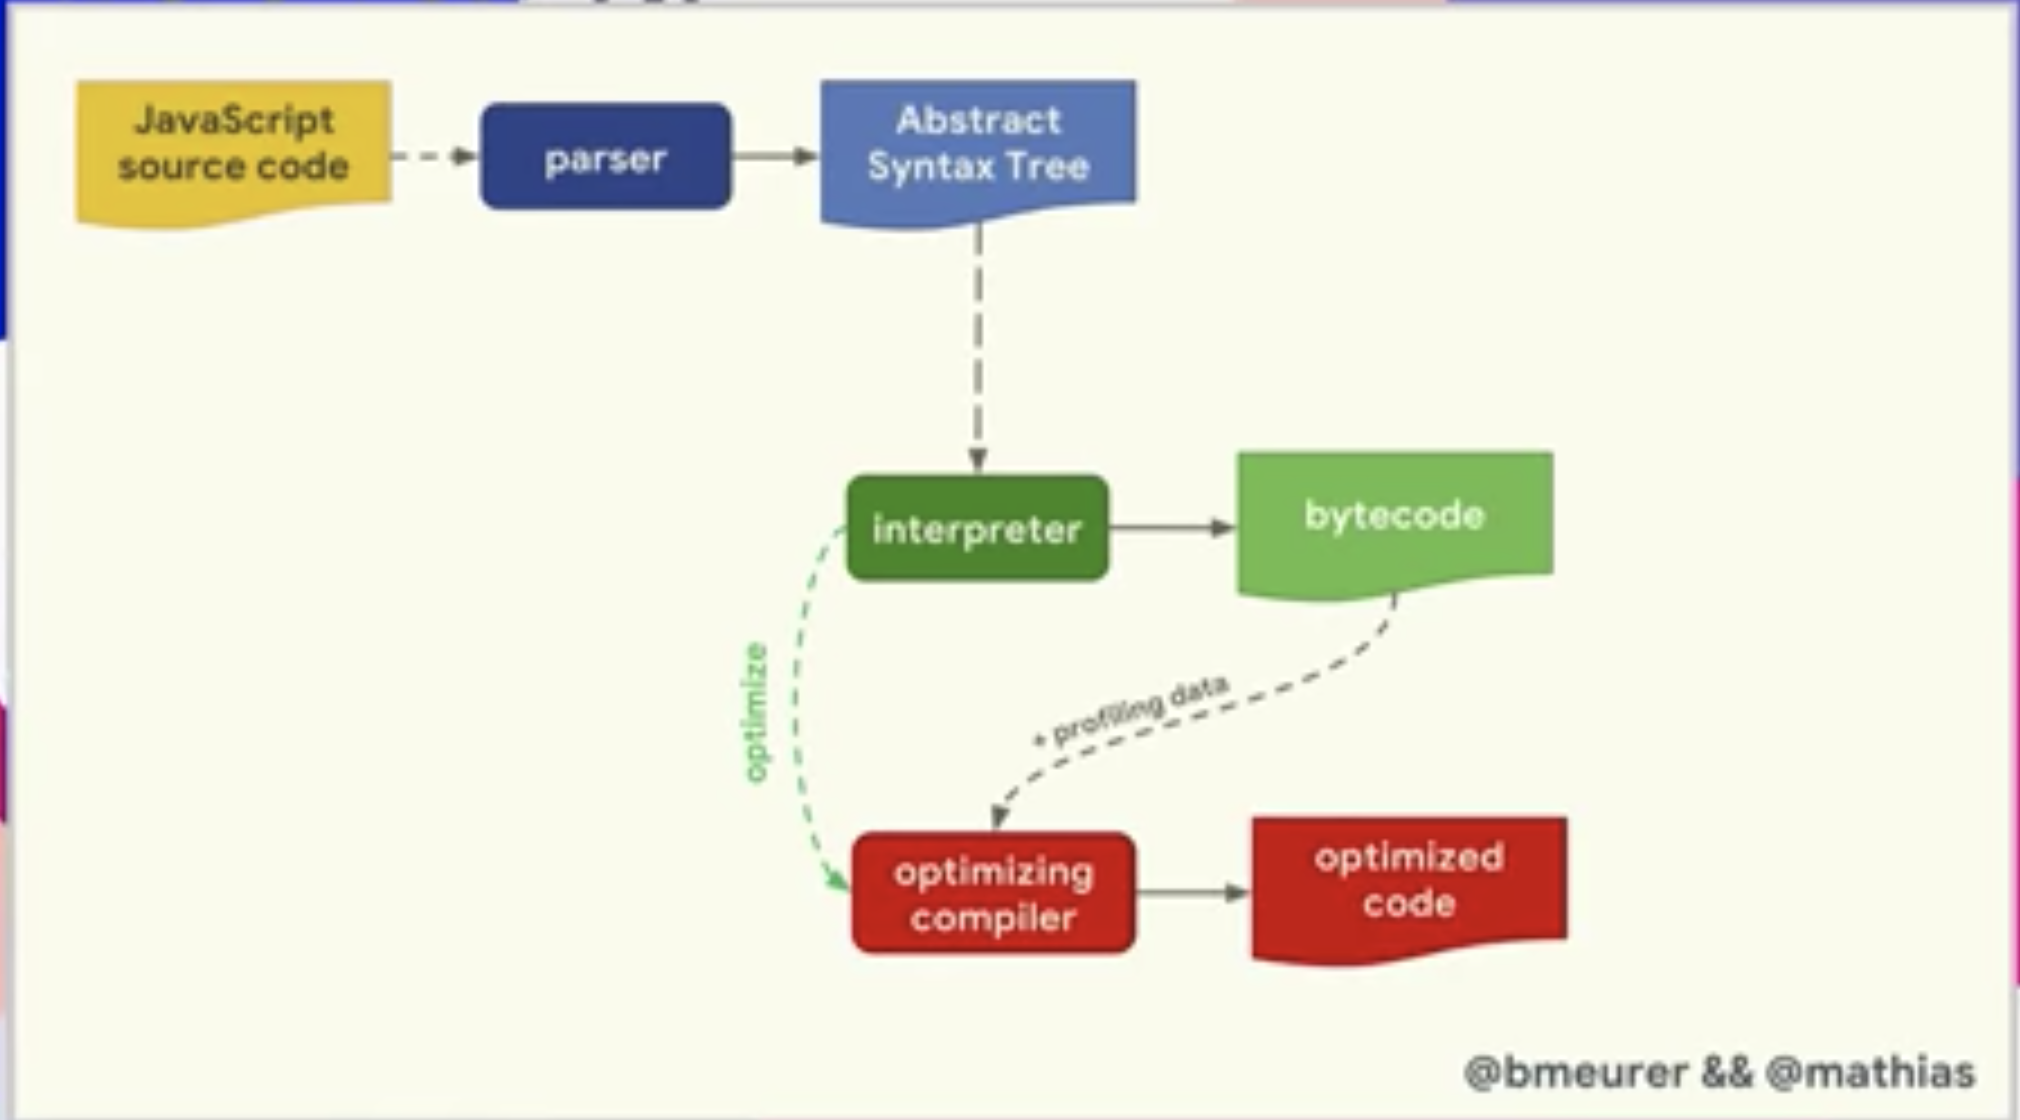 JavaScript
source code
parser
Abstract
Syntax Tree
interpreter
bytecode
optimize
+ profiling data
optimizing
compiler
optimized
code
@bmeurer && @mathias